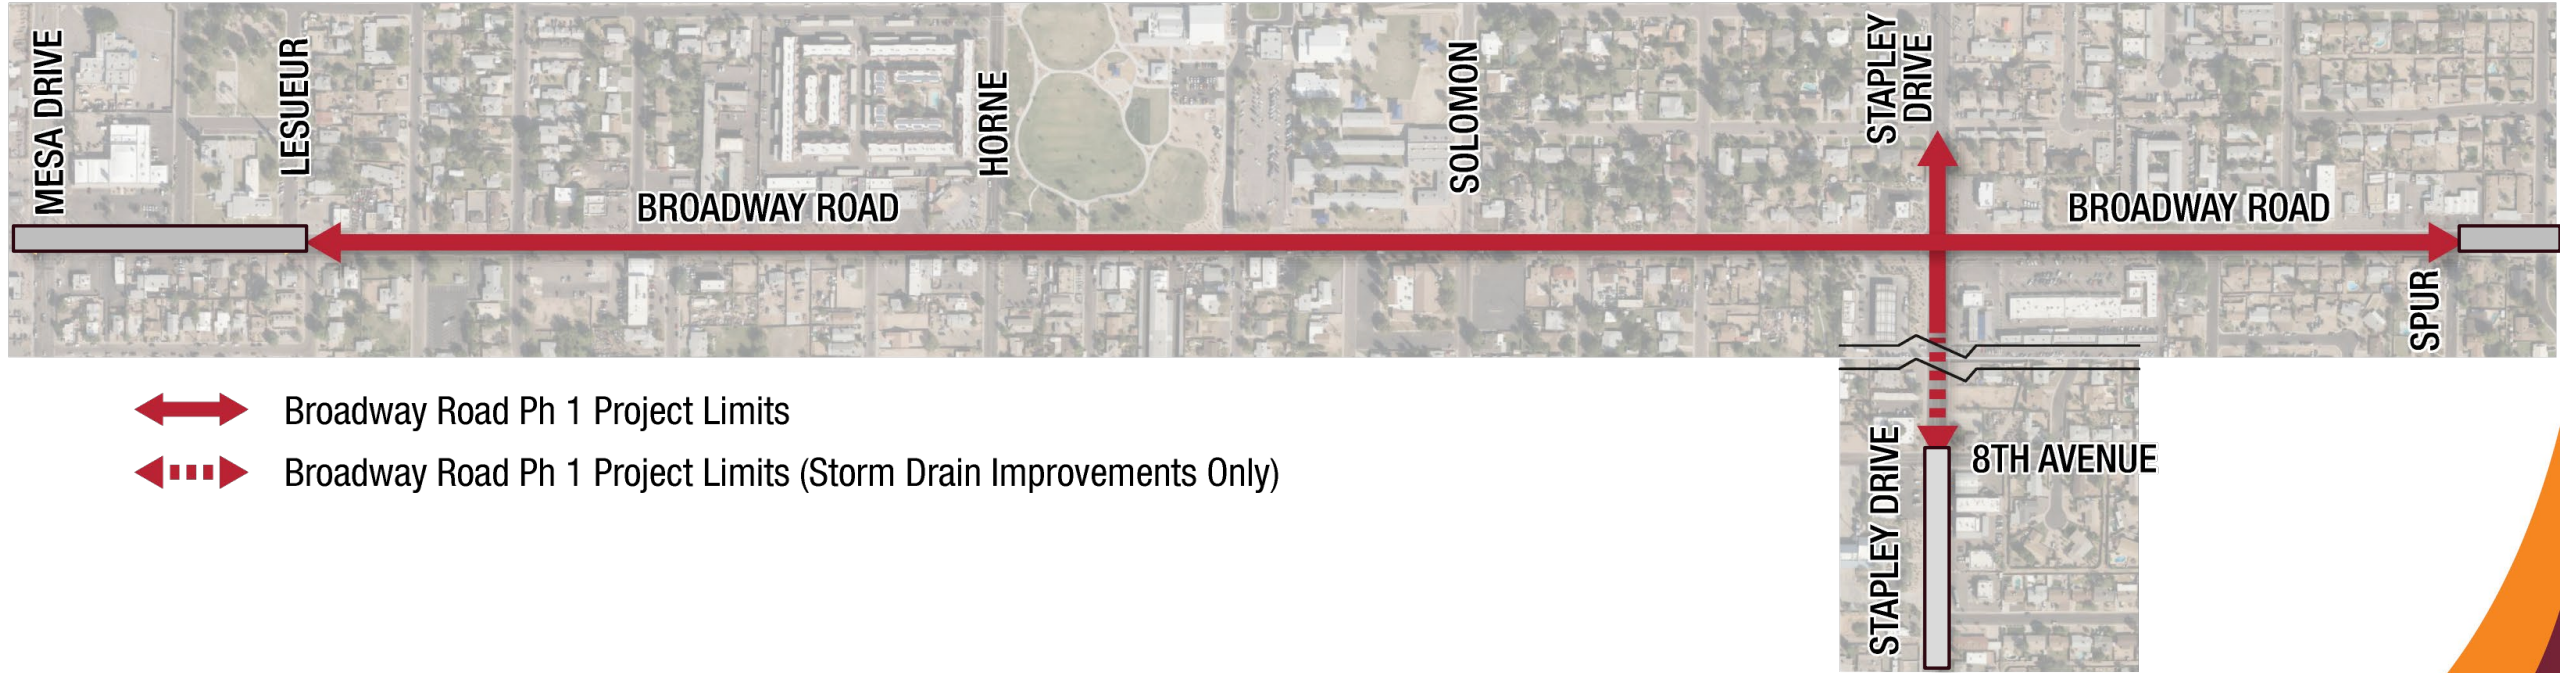 MESA DRIVE
LESUEUR
HORNE
SOLOMON
STAPLEY
DRIVE
BROADWAY ROAD
BROADWAY ROAD
SPUR
Broadway Road Ph 1 Project Limits
Broadway Road Ph 1 Project Limits (Storm Drain Improvements Only)
STAPLEY DRIVE
8TH AVENUE